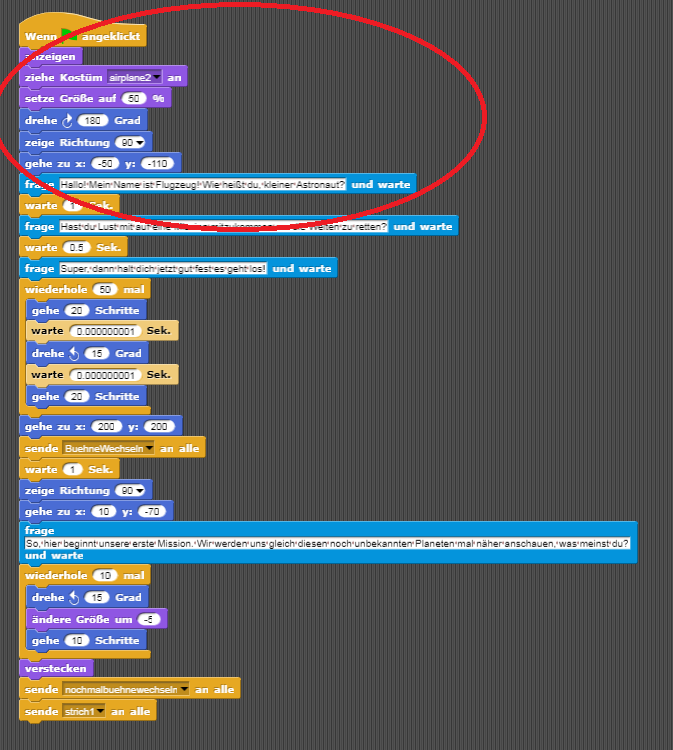 Wenn angeklickt
anzeigen
ziehe Kostüm airplane2 an
setze Größe auf 50 %
drehe 180 Grad
zeige Richtung 90
gehe zu x: -50 y: -110
frage Hallo! Mein Name ist Flugzeug! Wie heißt du, kleiner Astronaut? und warte
warte 1 Sek.
frage Hast du Lust mit auf eine mitzukommen Welten zu retten? und warte
warte 0.5 Sek.
frage Super, dann halt dich jetzt gut fest es geht los! und warte
wiederhole 50 mal
gehe 20 Schritte
warte 0.000000001 Sek.
drehe 15 Grad
warte 0.000000001 Sek.
gehe 20 Schritte
gehe zu x: 200 y: 200
sende BuehneWechseln an alle
warte 1 Sek.
zeige Richtung 90
gehe zu x: 10 y: -70
frage
So, hier beginnt unsere erste Mission. Wir werden uns gleich diesen noch unbekannten Planeten mal näher anschauen, was meinst du?
und warte
wiederhole 10 mal
drehe 15 Grad
ändere Größe um -5
gehe 10 Schritte
verstecken
sende nochmalbuehnewechseln an alle
sende strich1 an alle